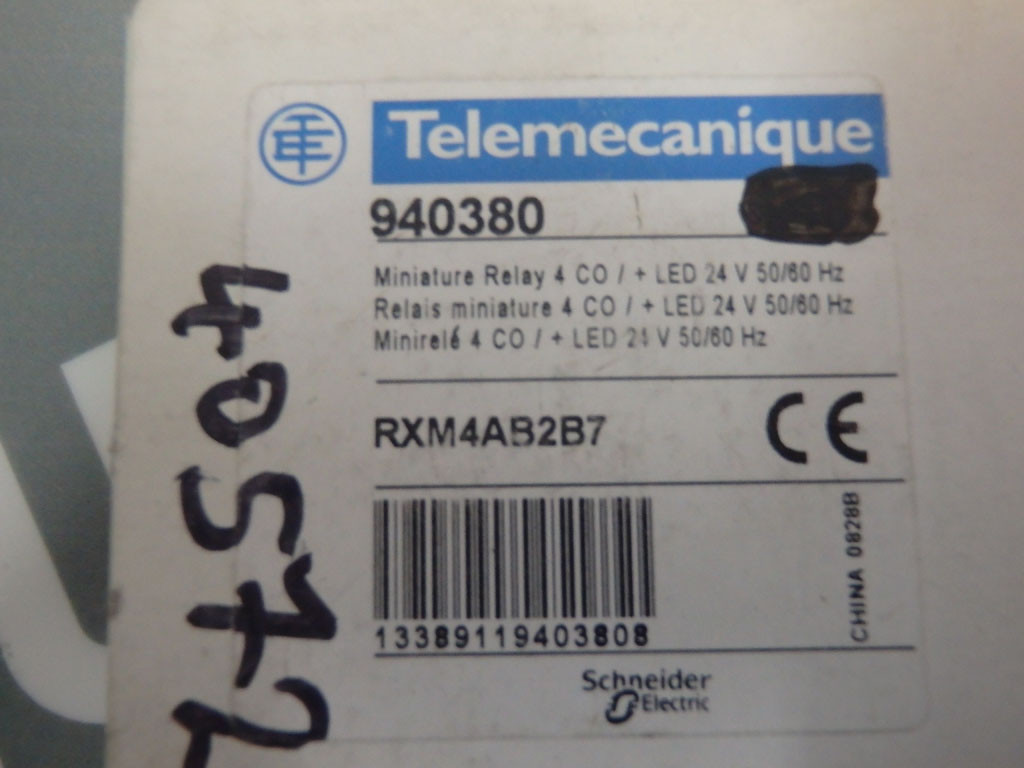 Telemecanique
940380
Miniature Relay 4 CO / + LED 24 V 50/60 Hz
Relais miniature 4 CO / + LED 24 V 50/60 Hz
Minirelé 4 CO / + LED 24 V 50/60 Hz
RXM4AB2B7
CE
13389119403808
CHINA 0828B
Schneider
Electric
40572